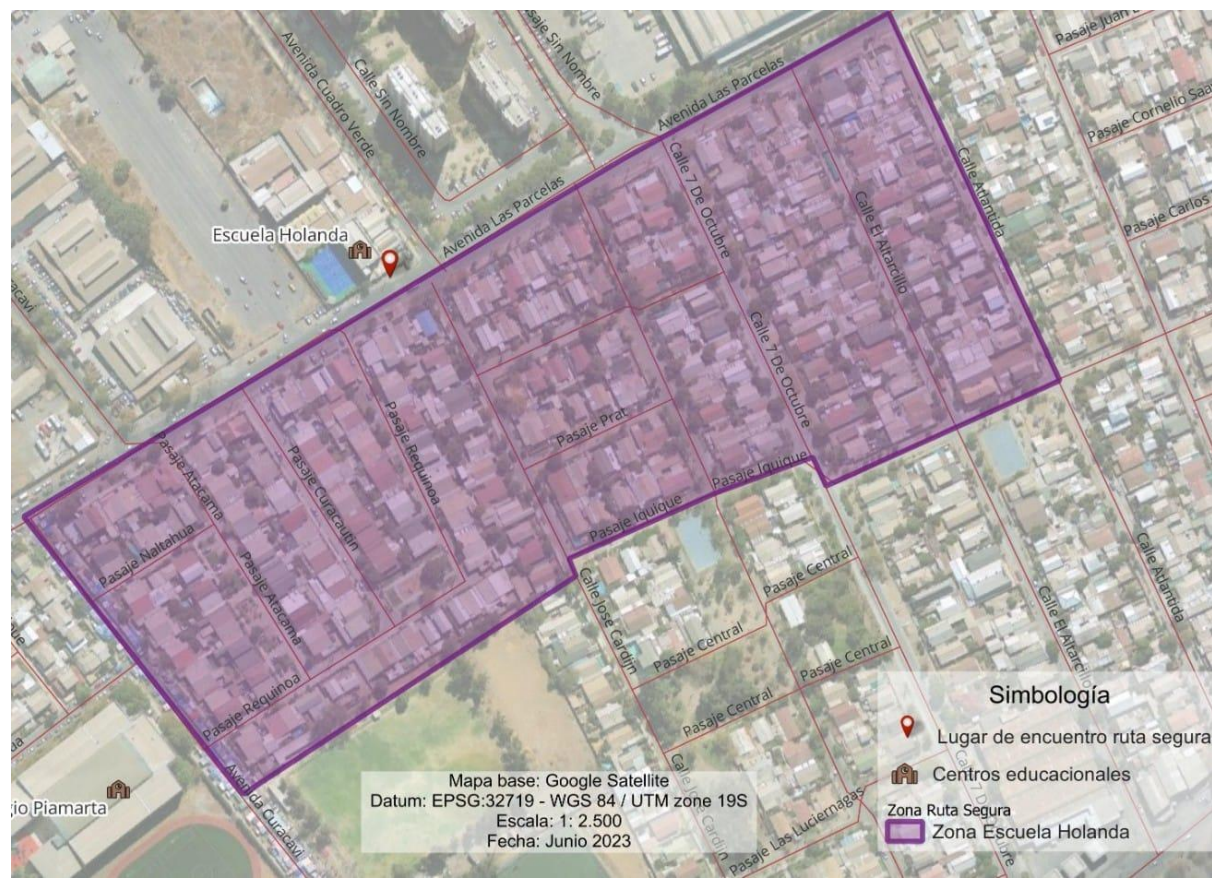 Avenida Cuadro Verde
Calle Sin Nombre
Pasaje Sin Nombre
Avenida Las Parcelas
Pasaje Juan
Pasaje Cornelio Saa
Pasaje Carlos
Calle Atlantida
Calle 7 De Octubre
Calle El Altarcillo
Escuela Holanda
Avenida Las Parcelas
Calle 7 De Octubre
Pasaje Requinoa
Pasaje Prat
Pasaje Curacautin
Pasaje Atacama
Pasaje Naltahua
Pasaje Atacama
Pasaje Iquique
Pasaje Iquique
Calle Jose Cardijn
Pasaje Central
Pasaje Central
Pasaje Central
Pasaje Central
Calle Atlantida
Calle El Altarcillo
Pasaje Requinoa
Avenida Curacavi
gio Piamarta
Pasaje Las Luciernagas
Mapa base: Google Satellite
Datum: EPSG:32719 - WGS 84 / UTM zone 19S
Escala: 1: 2.500
Fecha: Junio 2023
Simbología
Lugar de encuentro ruta segura
Centros educacionales
Zona Ruta Segura
Zona Escuela Holanda